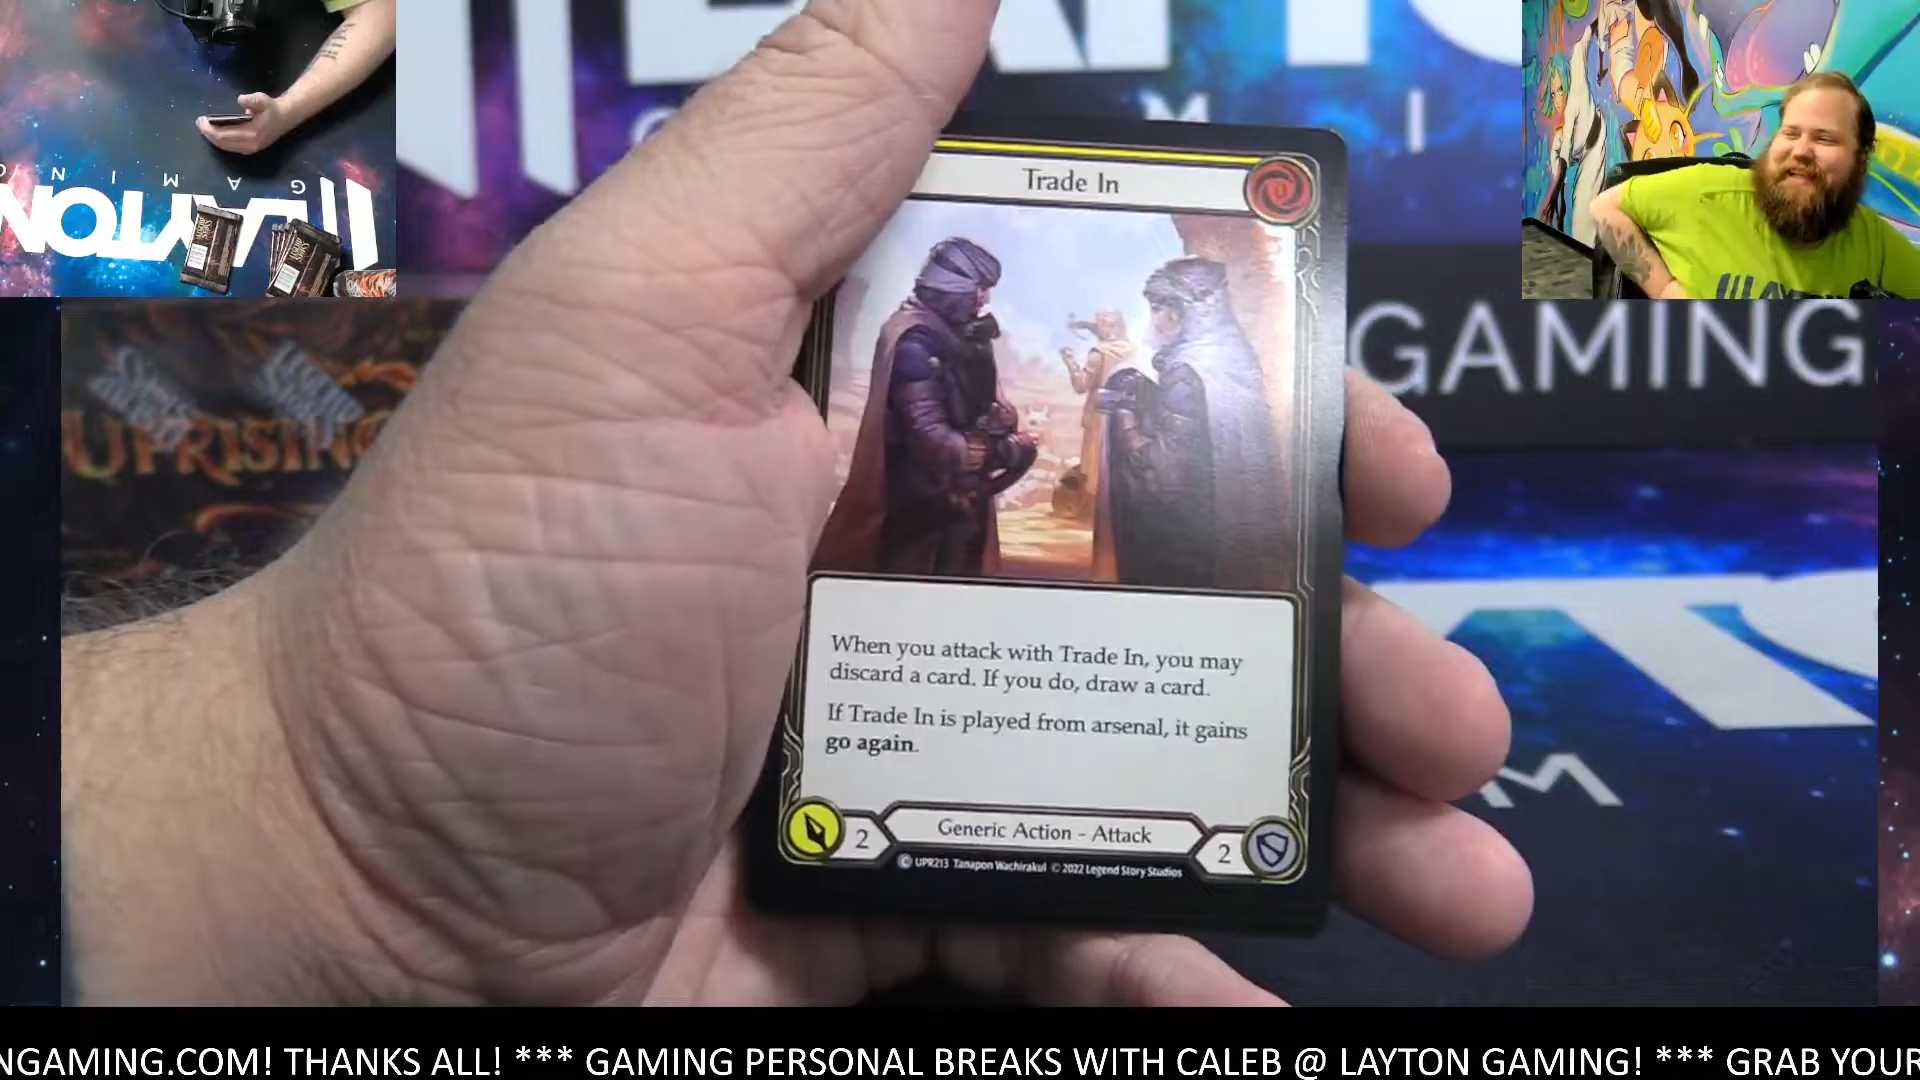 GAMING
UPRISING
GAMING
Trade In
0
When you attack with Trade In, you may
discard a card. If you do, draw a card.
If Trade In is played from arsenal, it gains
go again.
2
Generic Action - Attack
2
C UPR213 Tanapon Wachirakul © 2022 Legend Story Studios
NGAMING.COM! THANKS ALL! *** GAMING PERSONAL BREAKS WITH CALEB @ LAYTON GAMING! *** GRAB YOUR